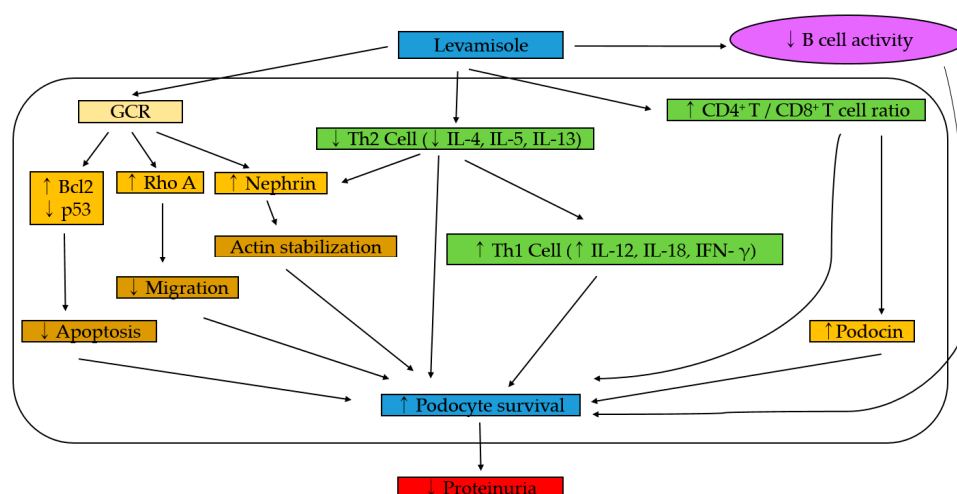 Levamisole
↓ B cell activity
GCR
↑ CD4⁺ T / CD8⁺ T cell ratio
↓ Th2 Cell (↓ IL-4, IL-5, IL-13)
↑ Bcl2
↓ p53
↑ Rho A
↑ Nephrin
Actin stabilization
↑ Th1 Cell (↑ IL-12, IL-18, IFN- γ)
↓ Migration
↓ Apoptosis
↑ Podocin
↑ Podocyte survival
↓ Proteinuria